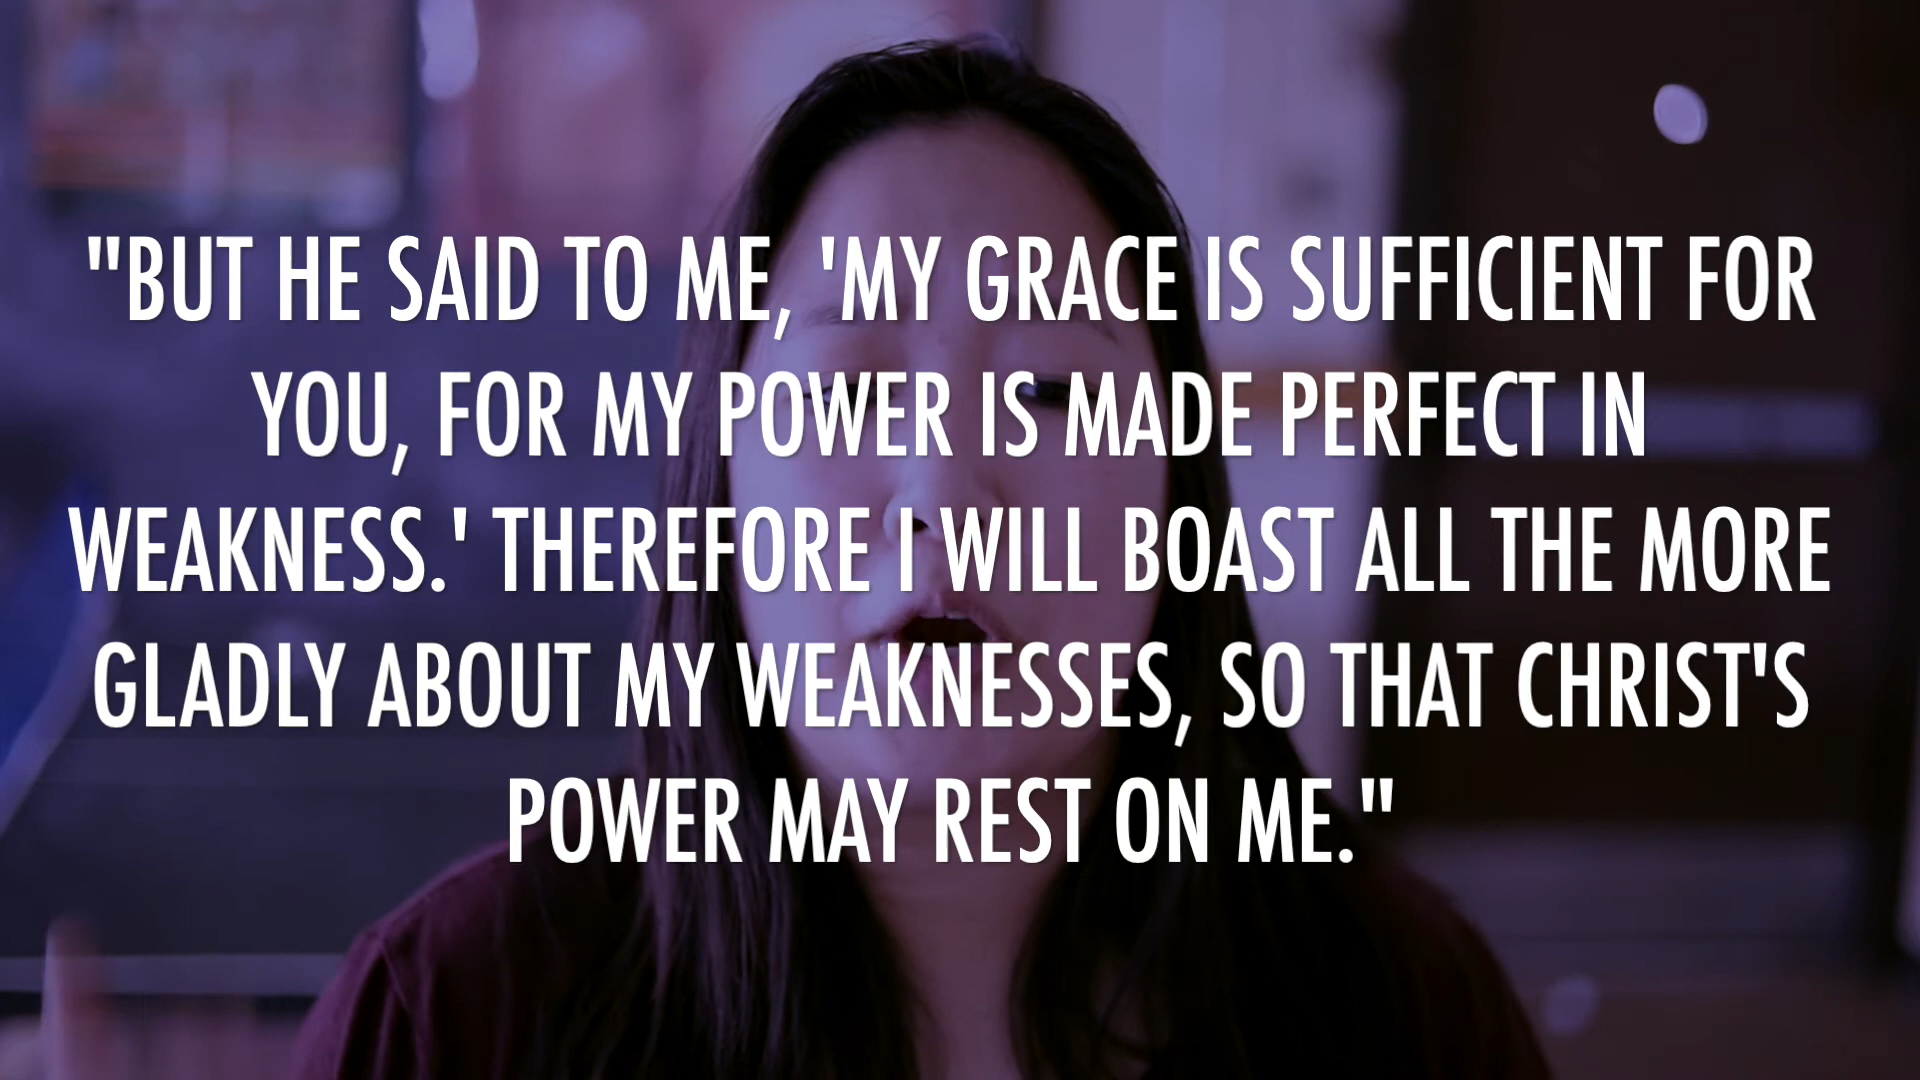 "BUT HE SAID TO ME, 'MY GRACE IS SUFFICIENT FOR
YOU, FOR MY POWER IS MADE PERFECT IN
WEAKNESS.' THEREFORE I WILL BOAST ALL THE MORE
GLADLY ABOUT MY WEAKNESSES, SO THAT CHRIST'S
POWER MAY REST ON ME."